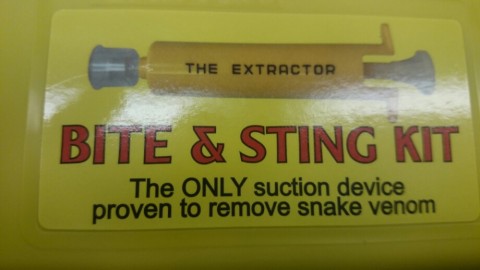 THE EXTRACTOR
BITE & STING KIT
The ONLY suction device
proven to remove snake venom